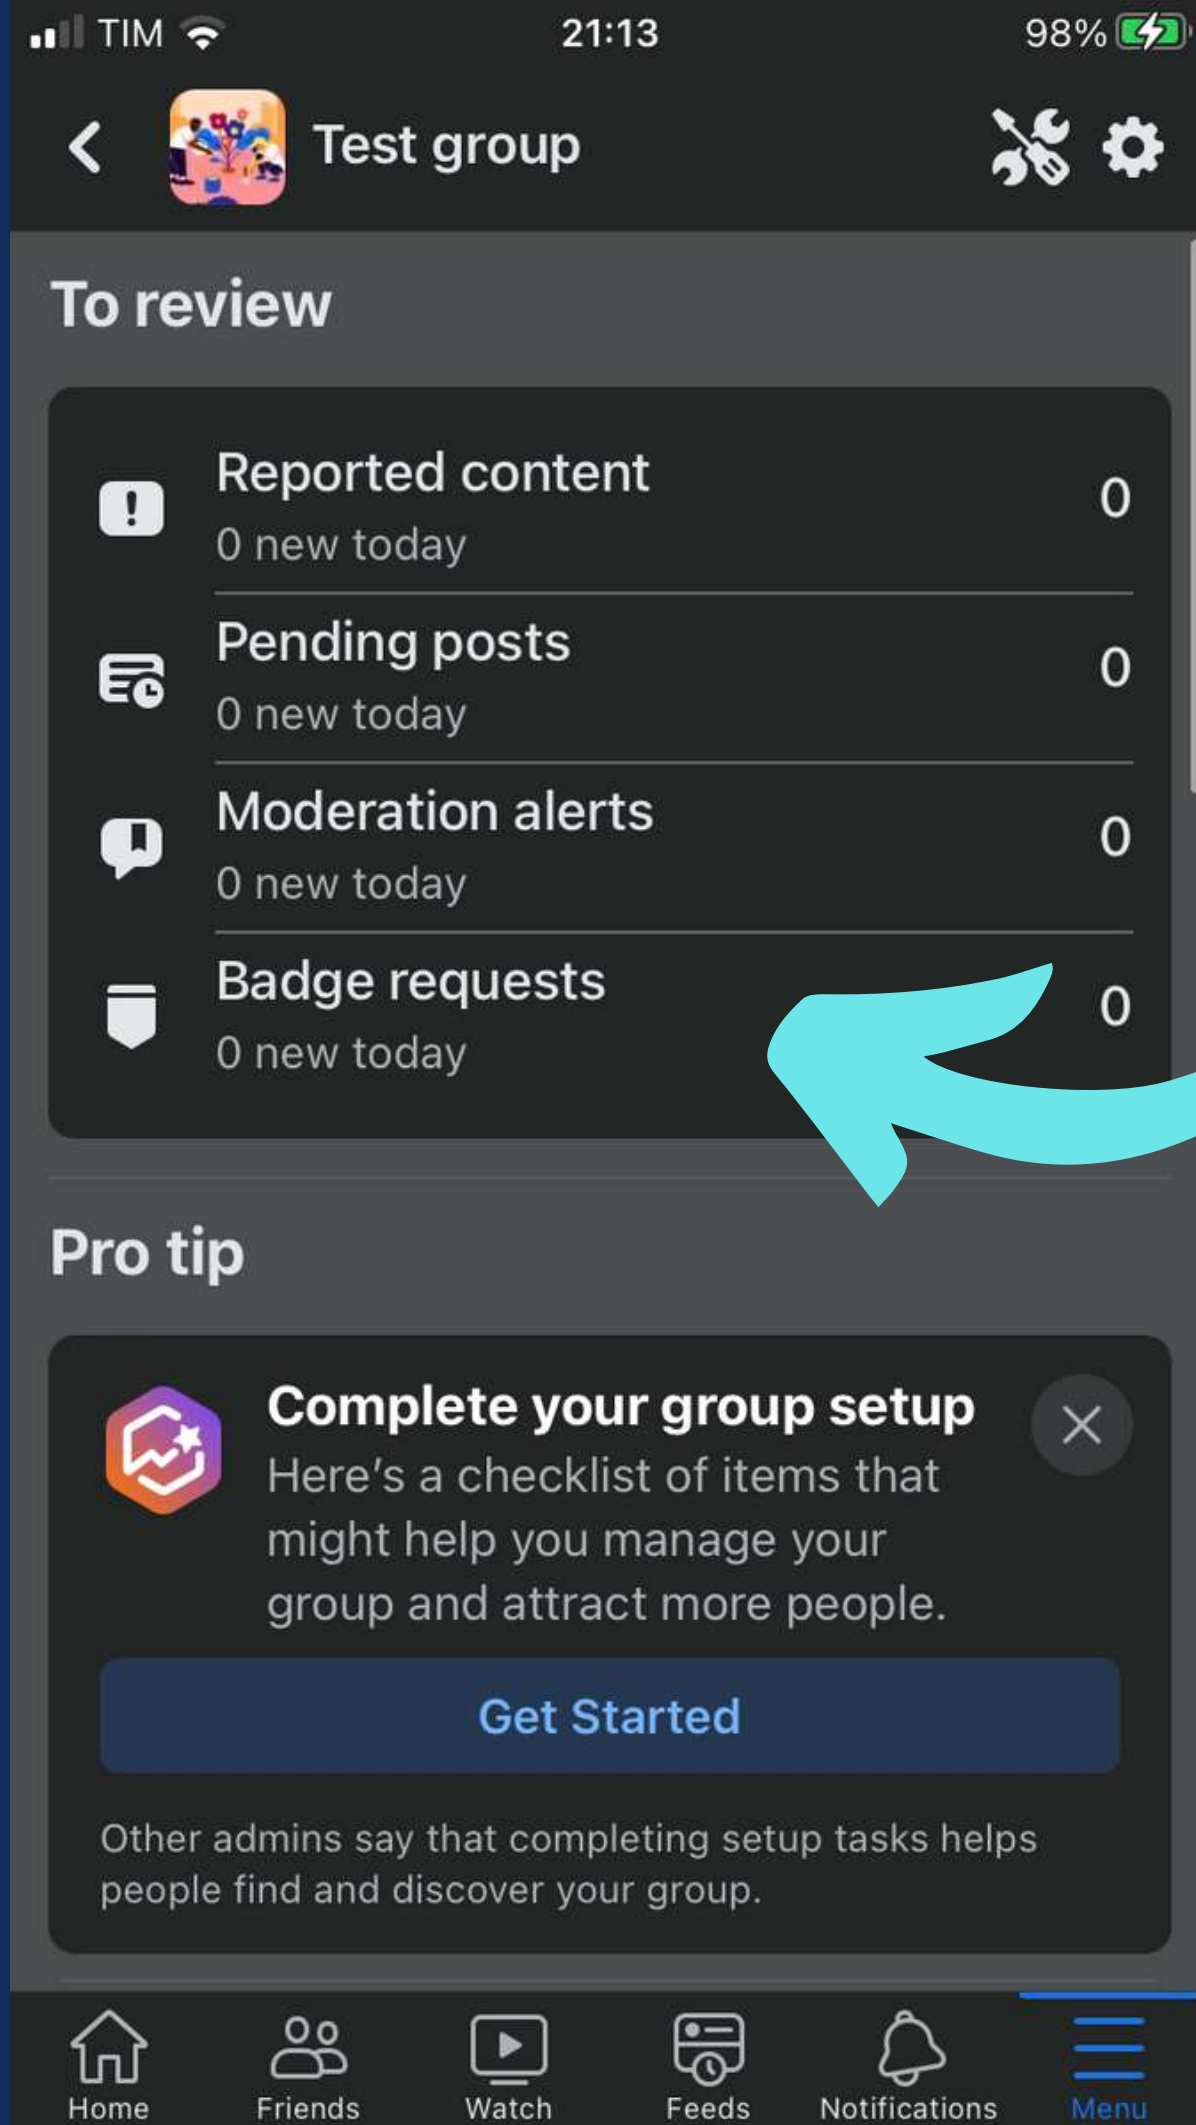 TIM 21:13 98%
Test group
To review
Reported content
0 new today
0
Pending posts
0 new today
0
Moderation alerts
0 new today
0
Badge requests
0 new today
0
Pro tip
Complete your group setup
Here's a checklist of items that
might help you manage your
group and attract more people.
Get Started
Other admins say that completing setup tasks helps
people find and discover your group.
Home Friends Watch Feeds Notifications Menu